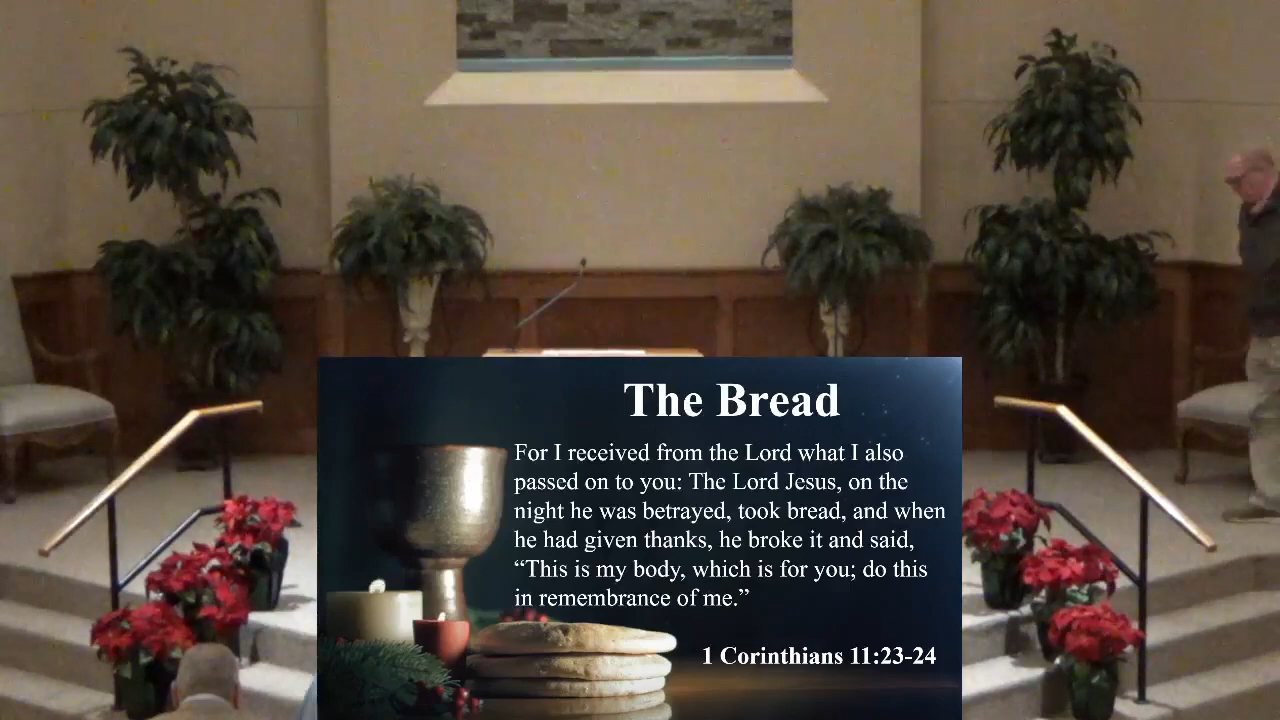 The Bread
For I received from the Lord what I also
passed on to you: The Lord Jesus, on the
night he was betrayed, took bread, and when
he had given thanks, he broke it and said,
“This is my body, which is for you; do this
in remembrance of me.”
1 Corinthians 11:23-24